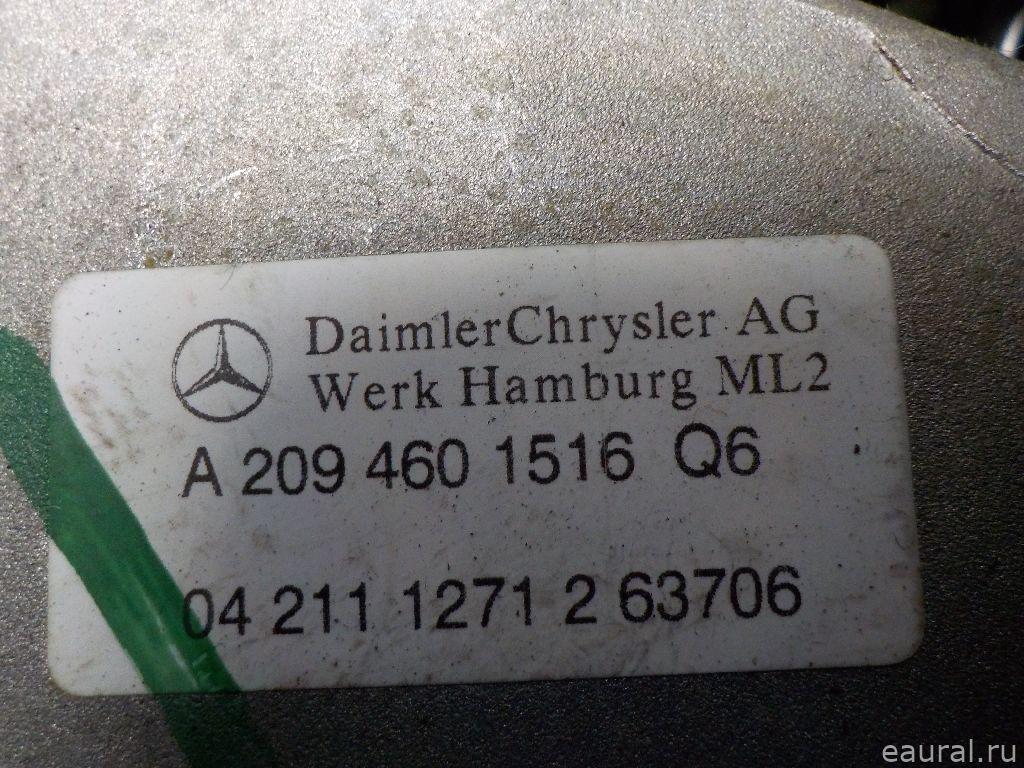 DaimlerChrysler AG
Werk Hamburg ML2
A 209 460 1516 Q6
04 211 1271 2 63706
eaural.ru